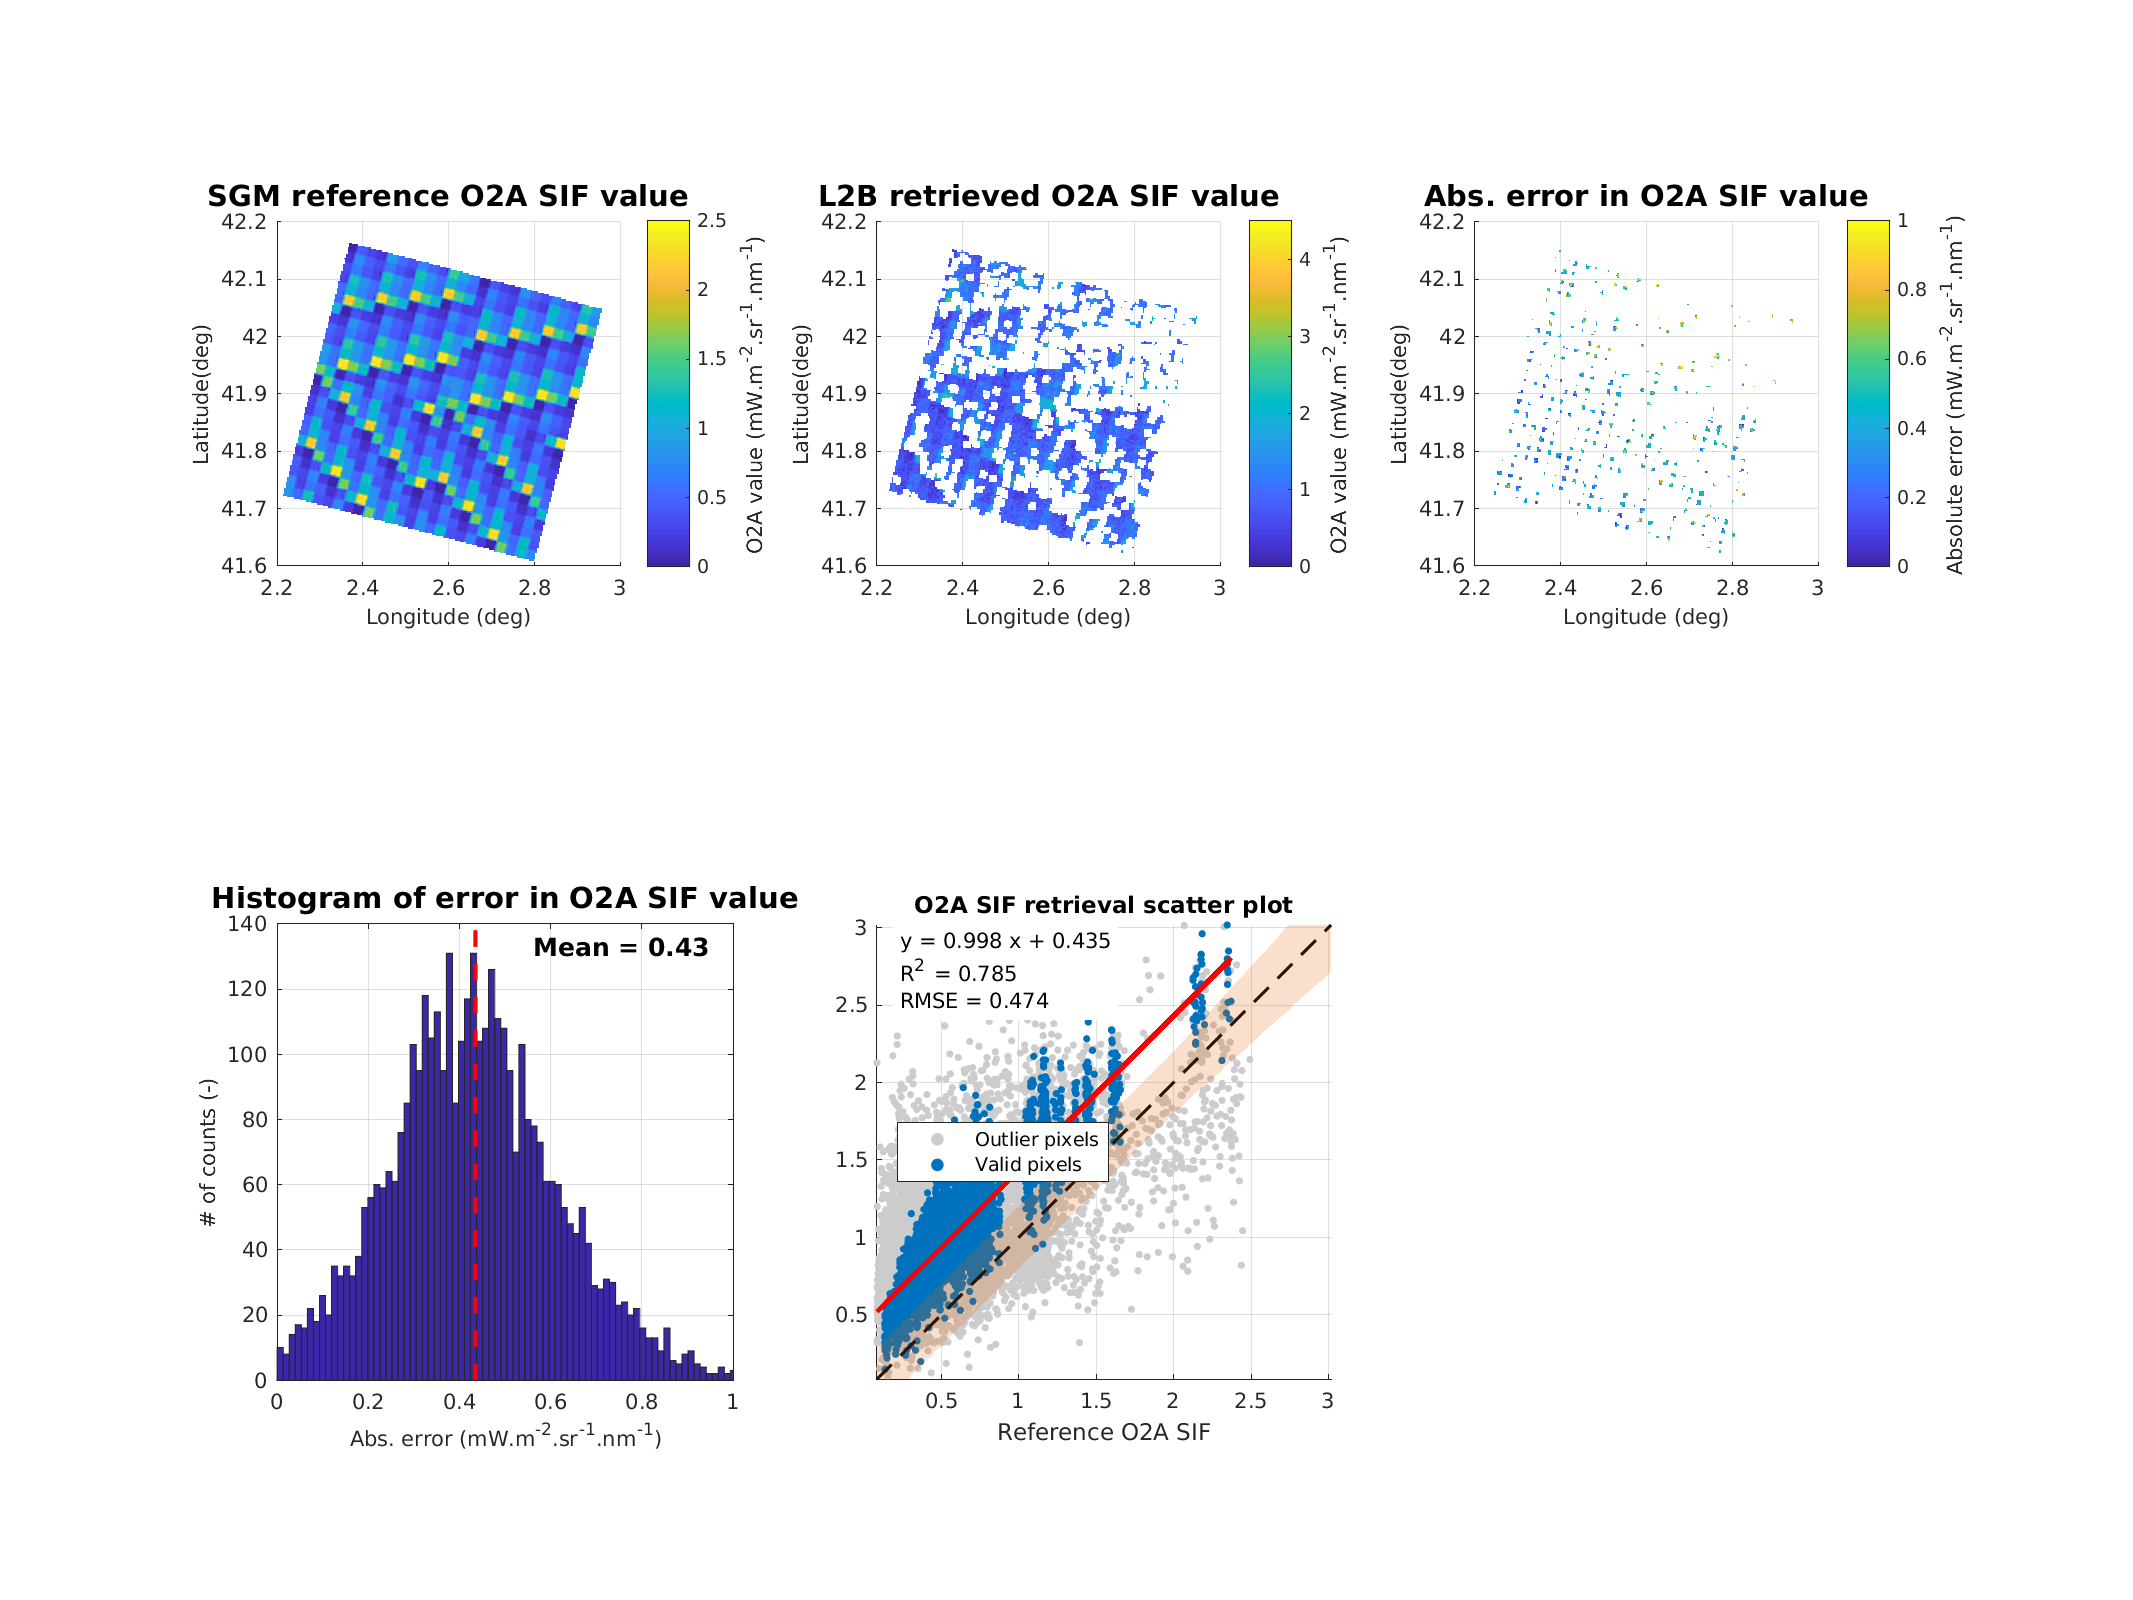 SGM reference O2A SIF value
42.2
42.1
42
41.9
41.8
41.7
41.6
2.2 2.4 2.6 2.8 3
Latitude(deg)
Longitude (deg)
2.5
2
1.5
1
0.5
0
O2A value (mW.m-2.sr-1.nm-1)
L2B retrieved O2A SIF value
42.2
42.1
42
41.9
41.8
41.7
41.6
2.2 2.4 2.6 2.8 3
Latitude(deg)
Longitude (deg)
4
3
2
1
0
O2A value (mW.m-2.sr-1.nm-1)
Abs. error in O2A SIF value
42.2
42.1
42
41.9
41.8
41.7
41.6
2.2 2.4 2.6 2.8 3
Latitude(deg)
Longitude (deg)
1
0.8
0.6
0.4
0.2
0
Absolute error (mW.m-2.sr-1.nm-1)
Histogram of error in O2A SIF value
Mean = 0.43
140
120
100
80
60
40
20
0
0 0.2 0.4 0.6 0.8 1
# of counts (-)
Abs. error (mW.m-2.sr-1.nm-1)
O2A SIF retrieval scatter plot
y = 0.998 x + 0.435
R2 = 0.785
RMSE = 0.474
Outlier pixels
Valid pixels
3
2.5
2
1.5
1
0.5
0.5 1 1.5 2 2.5 3
Reference O2A SIF